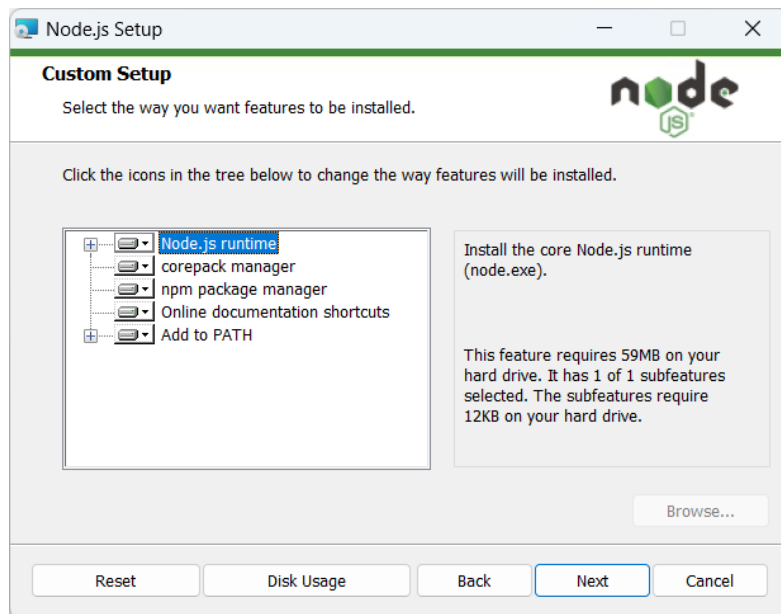 Node.js Setup
Custom Setup
Select the way you want features to be installed.
node
JS
Click the icons in the tree below to change the way features will be installed.
Node.js runtime
corepack manager
npm package manager
Online documentation shortcuts
Add to PATH
Install the core Node.js runtime
(node.exe).
This feature requires 59MB on your
hard drive. It has 1 of 1 subfeatures
selected. The subfeatures require
12KB on your hard drive.
Browse...
Reset
Disk Usage
Back
Next
Cancel